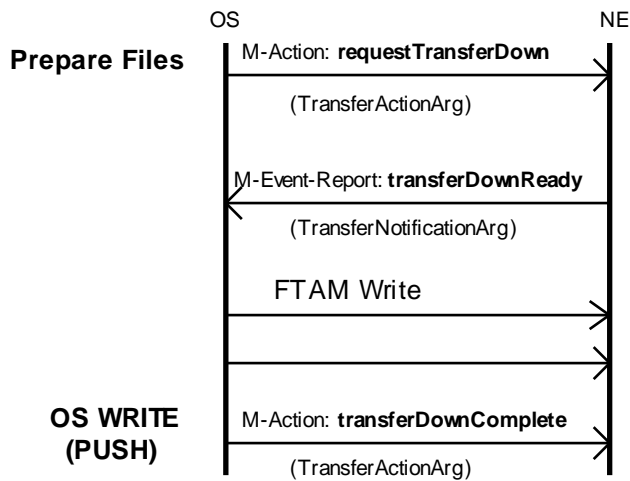 OS NE
Prepare Files
M-Action: requestTransferDown
(TransferActionArg)
M-Event-Report: transferDownReady
(TransferNotificationArg)
FTAM Write
OS WRITE
(PUSH)
M-Action: transferDownComplete
(TransferActionArg)